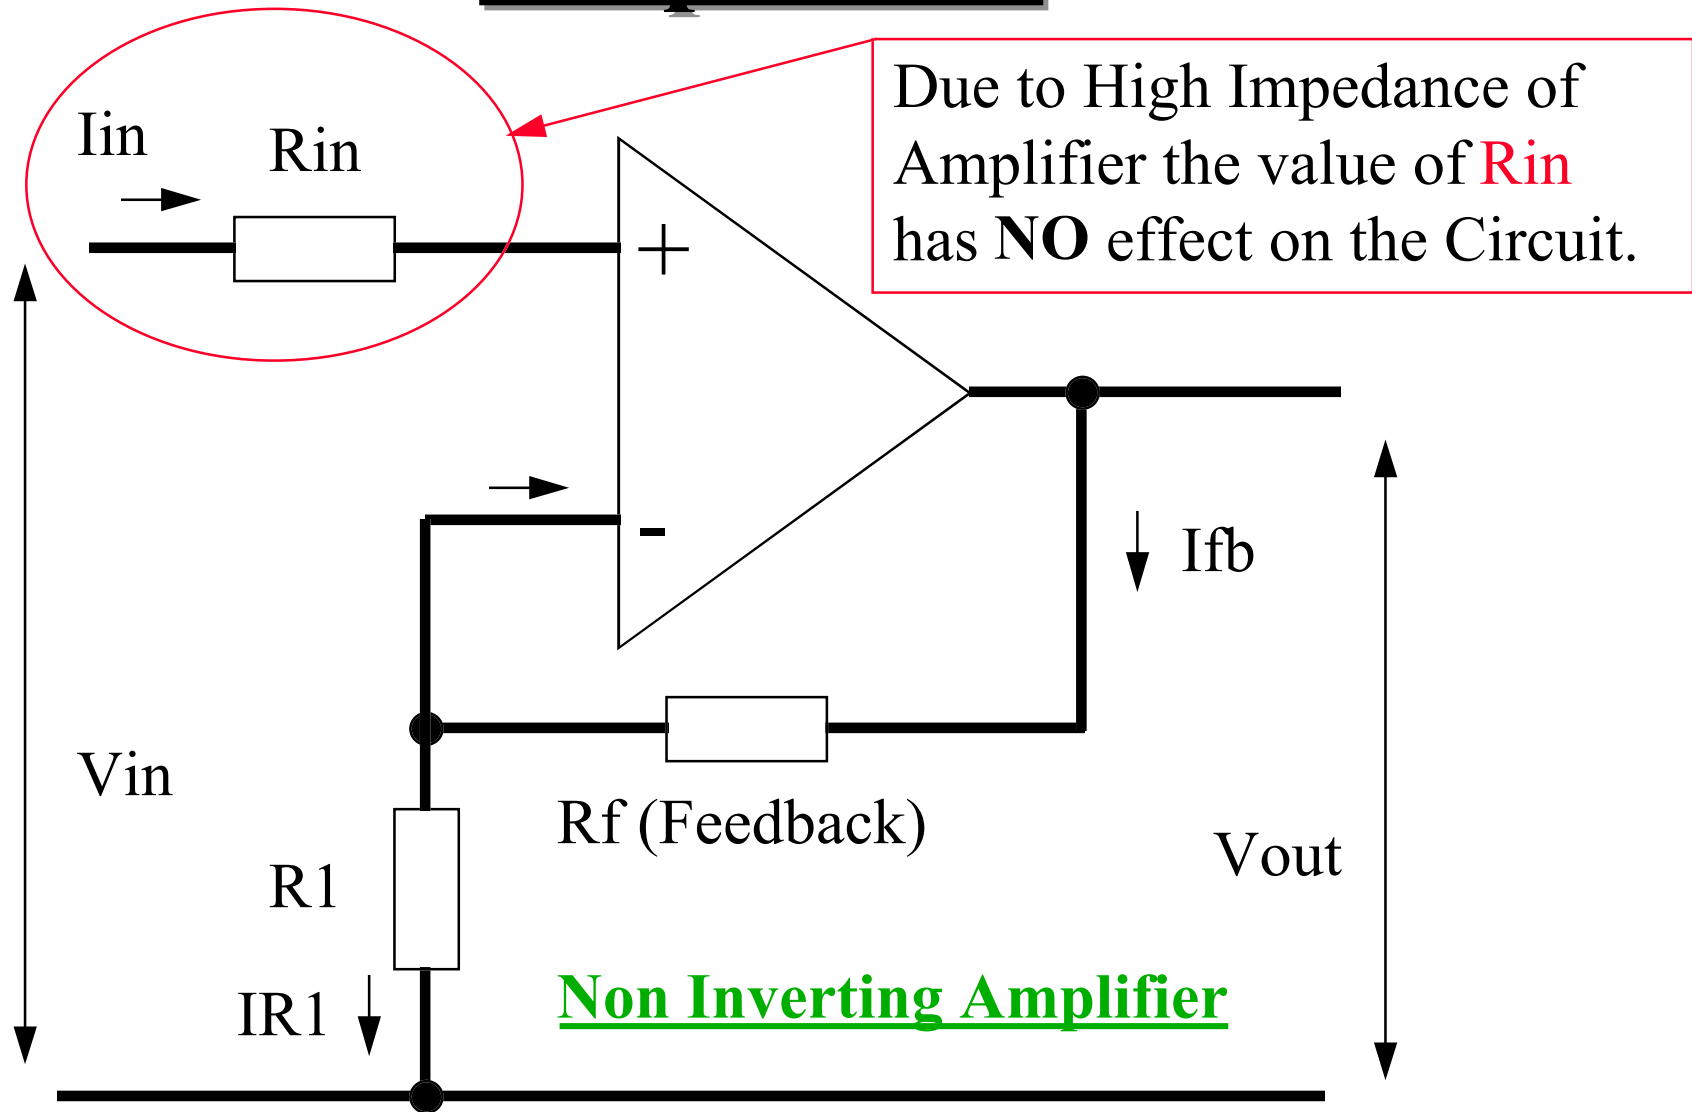 Due to High Impedance of
Amplifier the value of Rin
has NO effect on the Circuit.
Iin
Rin
+
-
Ifb
Vin
Rf (Feedback)
Vout
R1
IR1
Non Inverting Amplifier